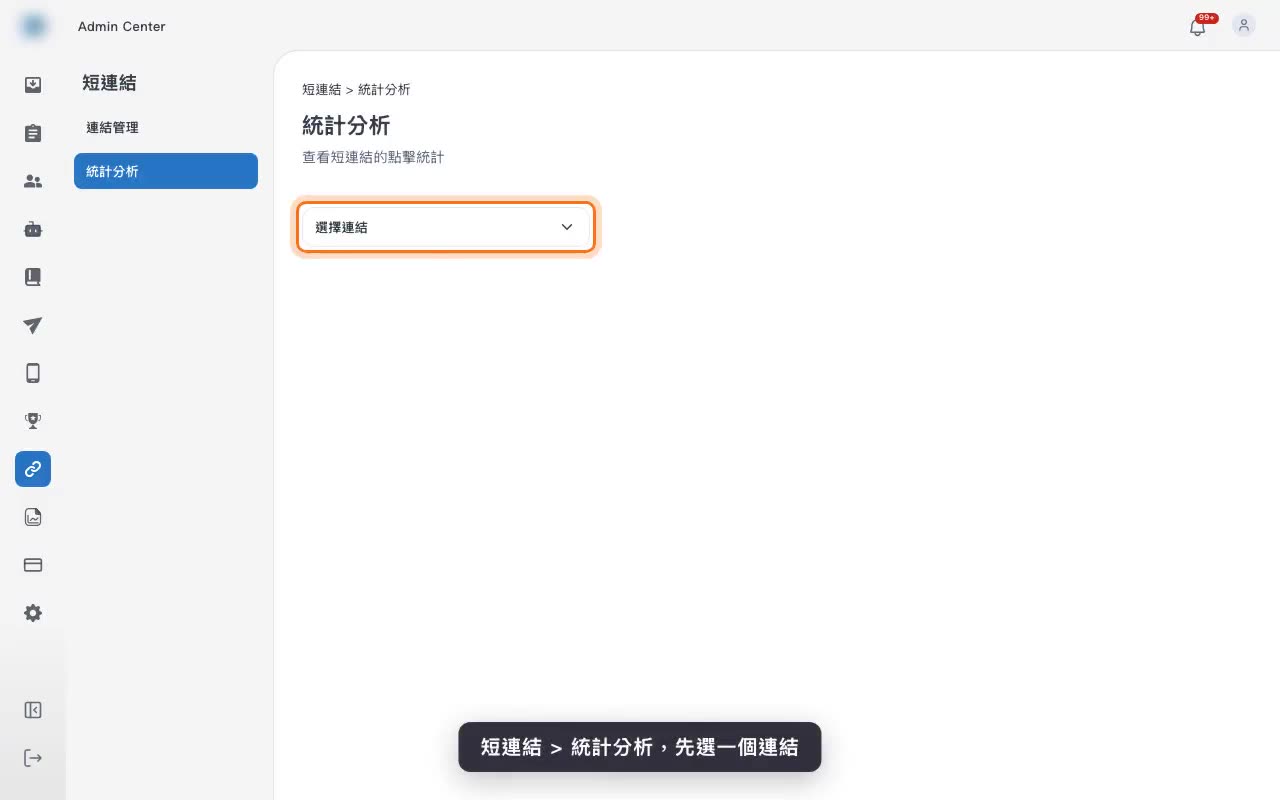 Admin Center
99+
短連結
連結管理
統計分析
短連結 > 統計分析
統計分析
查看短連結的點擊統計
選擇連結
短連結 > 統計分析，先選一個連結